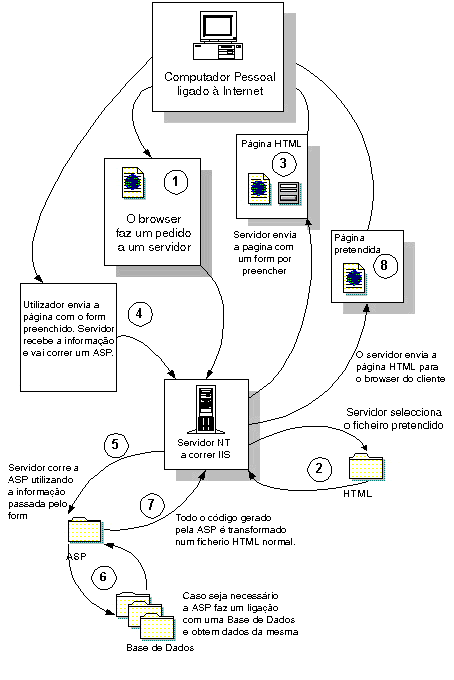 Computador Pessoal
ligado à Internet
1
O browser
faz um pedido
a um servidor
Página HTML
3
Servidor envia
a pagina com
um form por
preencher
Página
pretendida
8
Utilizador envia a
página com o form
preenchido. Servidor
recebe a informação
e vai correr um ASP.
4
O servidor envia a
página HTML para
o browser do cliente
Servidor NT
a correr IIS
Servidor selecciona
o ficheiro pretendido
2
HTML
5
Servidor corre a
ASP utilizando
a informação
passada pelo
form
7
Todo o código gerado
pela ASP é transformado
num ficherio HTML normal.
ASP
6
Caso seja necessário
a ASP faz um ligação
com uma Base de Dados
e obtem dados da mesma
Base de Dados